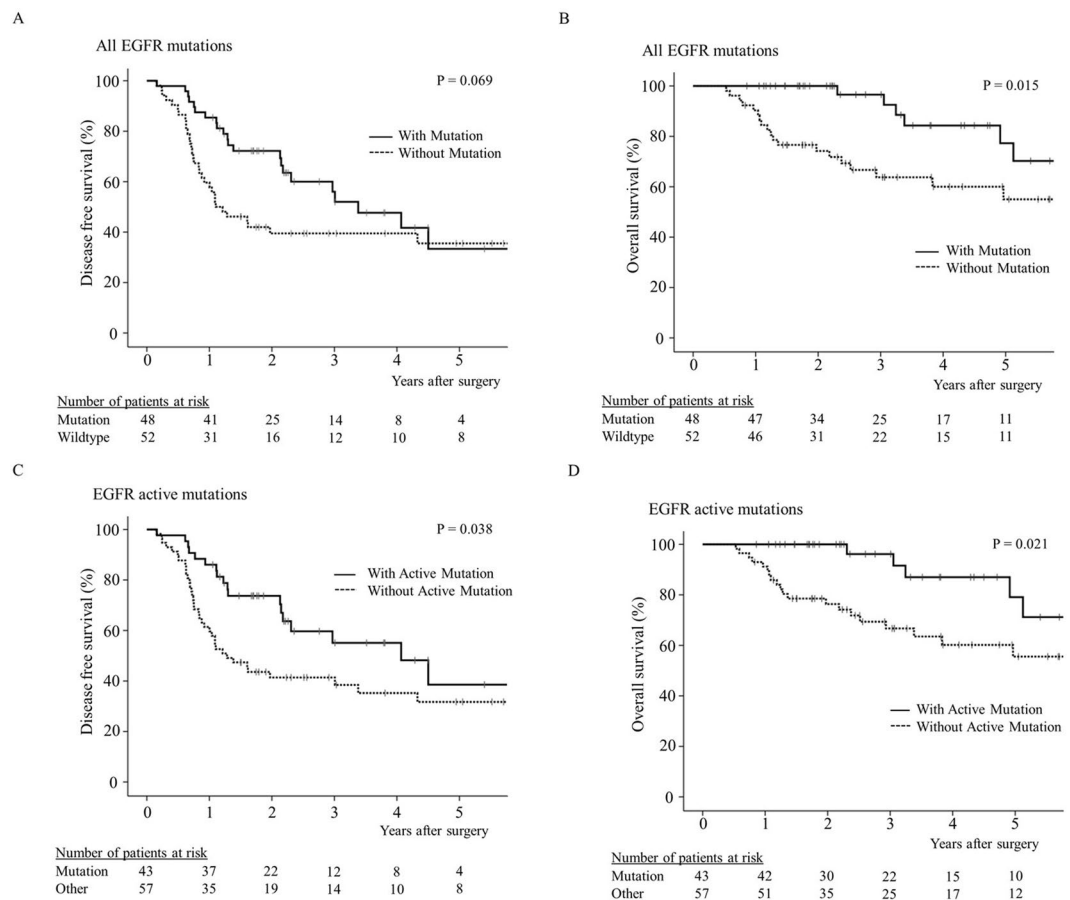 A
All EGFR mutations
P = 0.069
With Mutation
Without Mutation
Disease free survival (%)
100
80
60
40
20
0
0 1 2 3 4 5
Years after surgery
Number of patients at risk
Mutation 48 41 25 14 8 4
Wildtype 52 31 16 12 10 8
B
All EGFR mutations
P = 0.015
With Mutation
Without Mutation
Overall survival (%)
100
80
60
40
20
0
0 1 2 3 4 5
Years after surgery
Number of patients at risk
Mutation 48 47 34 25 17 11
Wildtype 52 46 31 22 15 11
C
EGFR active mutations
P = 0.038
With Active Mutation
Without Active Mutation
Disease free survival (%)
100
80
60
40
20
0
0 1 2 3 4 5
Years after surgery
Number of patients at risk
Mutation 43 37 22 12 8 4
Other 57 35 19 14 10 8
D
EGFR active mutations
P = 0.021
With Active Mutation
Without Active Mutation
Overall survival (%)
100
80
60
40
20
0
0 1 2 3 4 5
Years after surgery
Number of patients at risk
Mutation 43 42 30 22 15 10
Other 57 51 35 25 17 12